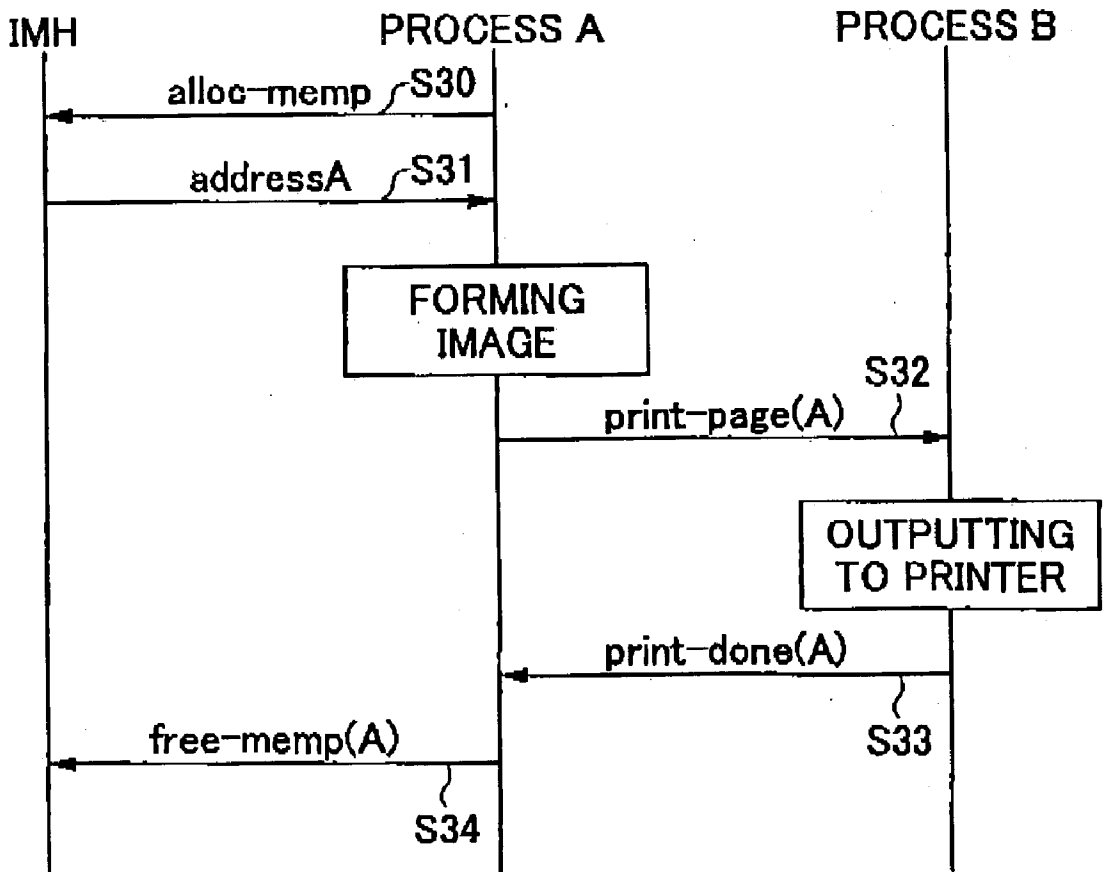 IMH
PROCESS A
PROCESS B
alloc-memp
S30
addressA
S31
FORMING
IMAGE
S32
print-page(A)
OUTPUTTING
TO PRINTER
print-done(A)
S33
free-memp(A)
S34